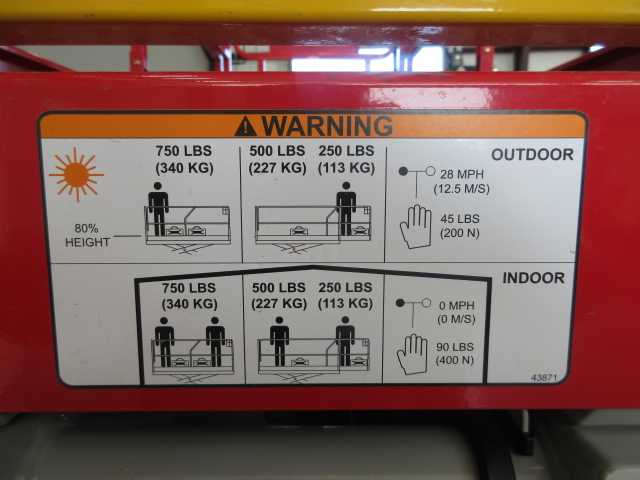 WARNING
750 LBS
(340 KG)
500 LBS
(227 KG)
250 LBS
(113 KG)
OUTDOOR
28 MPH
(12.5 M/S)
80%
HEIGHT
45 LBS
(200 N)
INDOOR
750 LBS
(340 KG)
500 LBS
(227 KG)
250 LBS
(113 KG)
0 MPH
(0 M/S)
90 LBS
(400 N)
43871